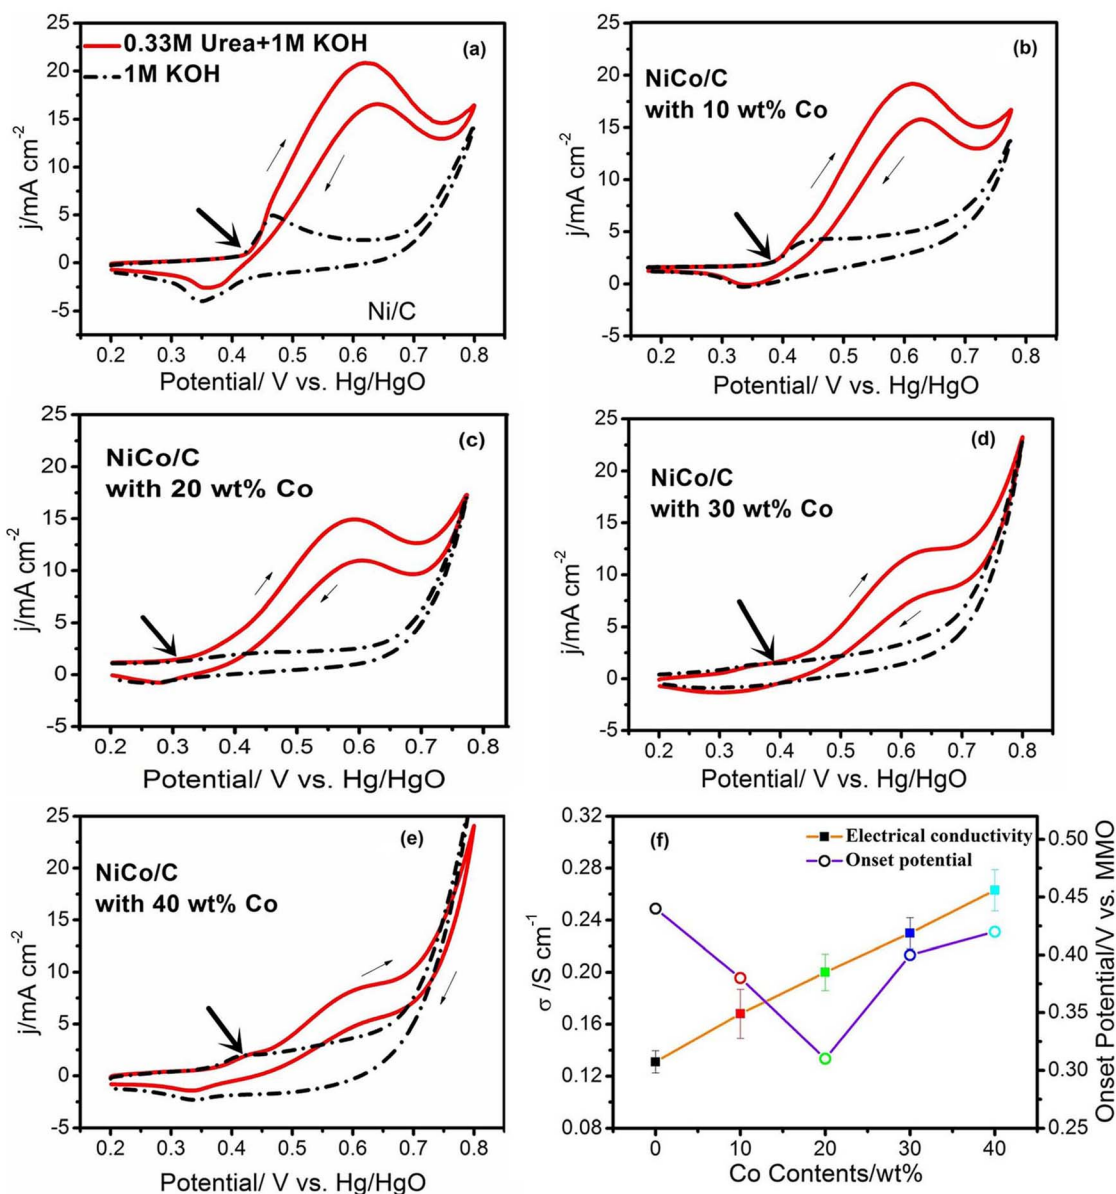 (a)
0.33M Urea+1M KOH
1M KOH
Ni/C
25
20
15
10
5
0
-5
j/mA cm-2
0.2 0.3 0.4 0.5 0.6 0.7 0.8
Potential/ V vs. Hg/HgO
(b)
NiCo/C
with 10 wt% Co
25
20
15
10
5
0
-5
j/mA cm-2
0.2 0.3 0.4 0.5 0.6 0.7 0.8
Potential/ V vs. Hg/HgO
(c)
NiCo/C
with 20 wt% Co
25
20
15
10
5
0
-5
j/mA cm-2
0.2 0.3 0.4 0.5 0.6 0.7 0.8
Potential/ V vs. Hg/HgO
(d)
NiCo/C
with 30 wt% Co
25
20
15
10
5
0
-5
j/mA cm-2
0.2 0.3 0.4 0.5 0.6 0.7 0.8
Potential/ V vs. Hg/HgO
(e)
NiCo/C
with 40 wt% Co
25
20
15
10
5
0
-5
j/mA cm-2
0.2 0.3 0.4 0.5 0.6 0.7 0.8
Potential/ V vs. Hg/HgO
(f)
Electrical conductivity
Onset potential
0.32
0.28
0.24
0.20
0.16
0.12
0.08
σ /S cm-1
0.50
0.45
0.40
0.35
0.30
0.25
Onset Potential/V vs. MMO
0 10 20 30 40
Co Contents/wt%